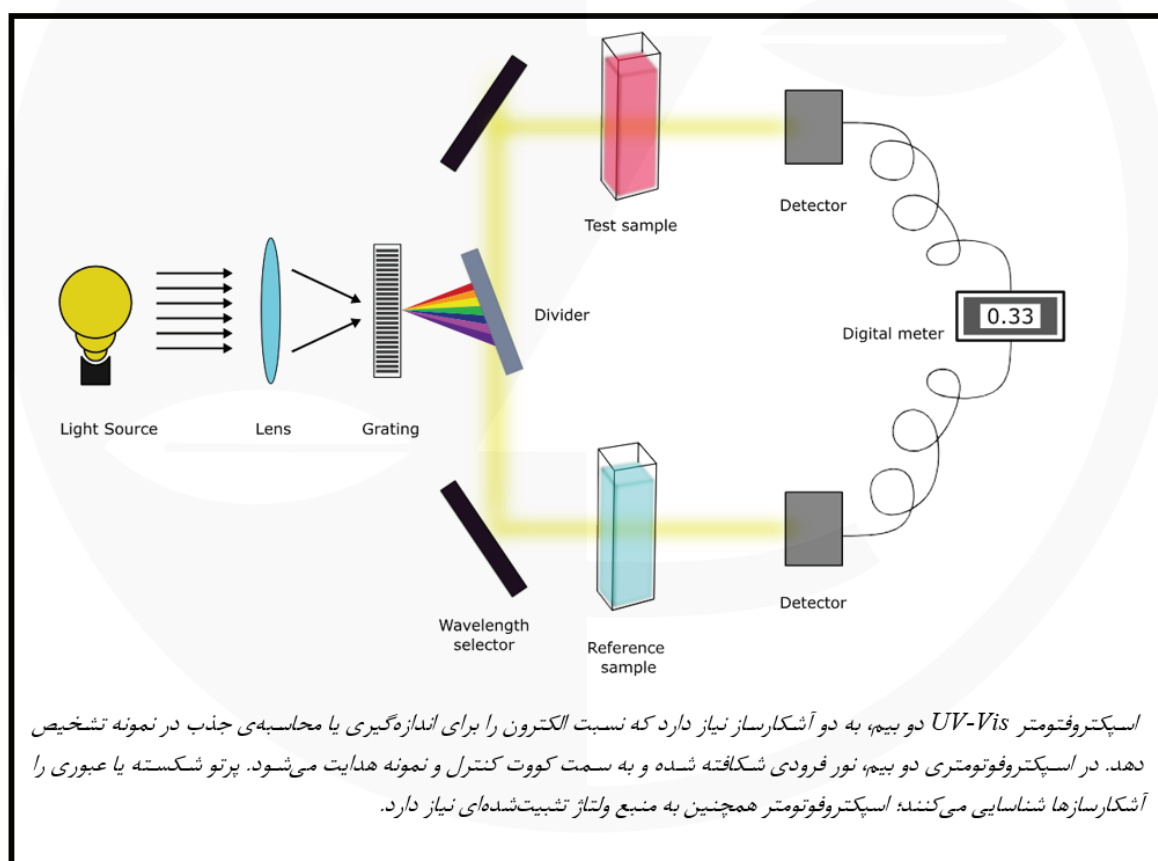 Test sample
Detector
Divider
0.33
Digital meter
Light Source
Lens
Grating
Wavelength
selector
Reference
sample
Detector
اسپکتروفتومتر UV-Vis دو بیم، به دو آشکارساز نیاز دارد که نسبت الکترون را برای اندازه‌گیری یا محاسبه‌ی جذب در نمونه تشخیص
دهد. در اسپکتروفوتومتری دو بیم، نور فرودی شکافته شده و به سمت کووت کنترل و نمونه هدایت می‌شود. پرتو شکسته یا عبوری را
آشکارسازها شناسایی می‌کنند؛ اسپکتروفوتومتر همچنین به منبع ولتاژ تثبیت‌شده‌ای نیاز دارد.